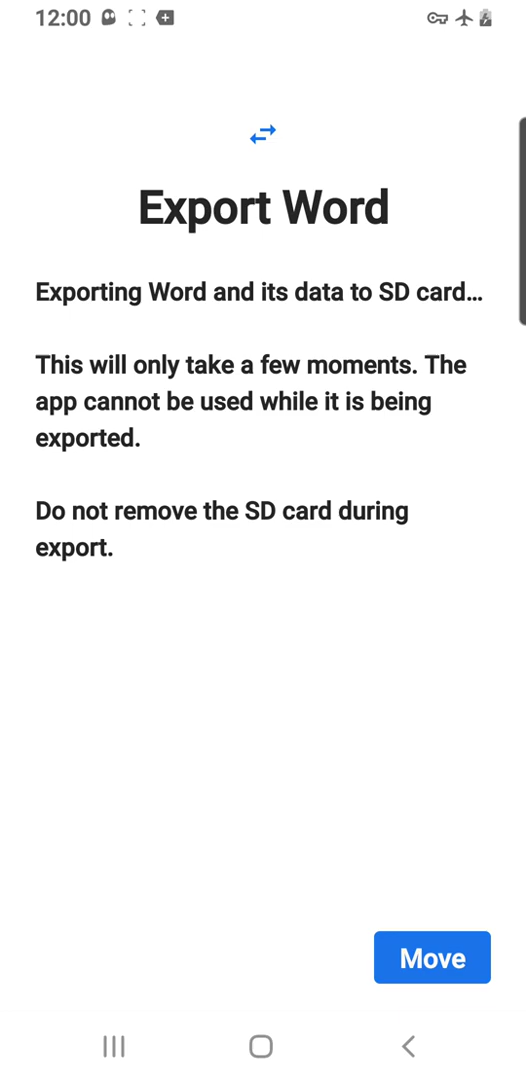 12:00
Export Word
Exporting Word and its data to SD card...
This will only take a few moments. The
app cannot be used while it is being
exported.
Do not remove the SD card during
export.
Move